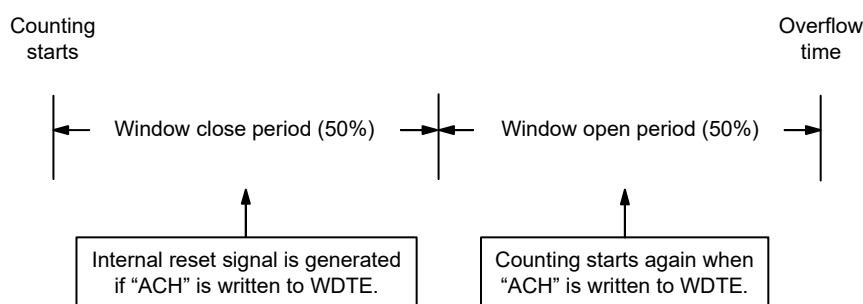 Counting
starts
Overflow
time
Window close period (50%)
Window open period (50%)
Internal reset signal is generated
if “ACH” is written to WDTE.
Counting starts again when
“ACH” is written to WDTE.